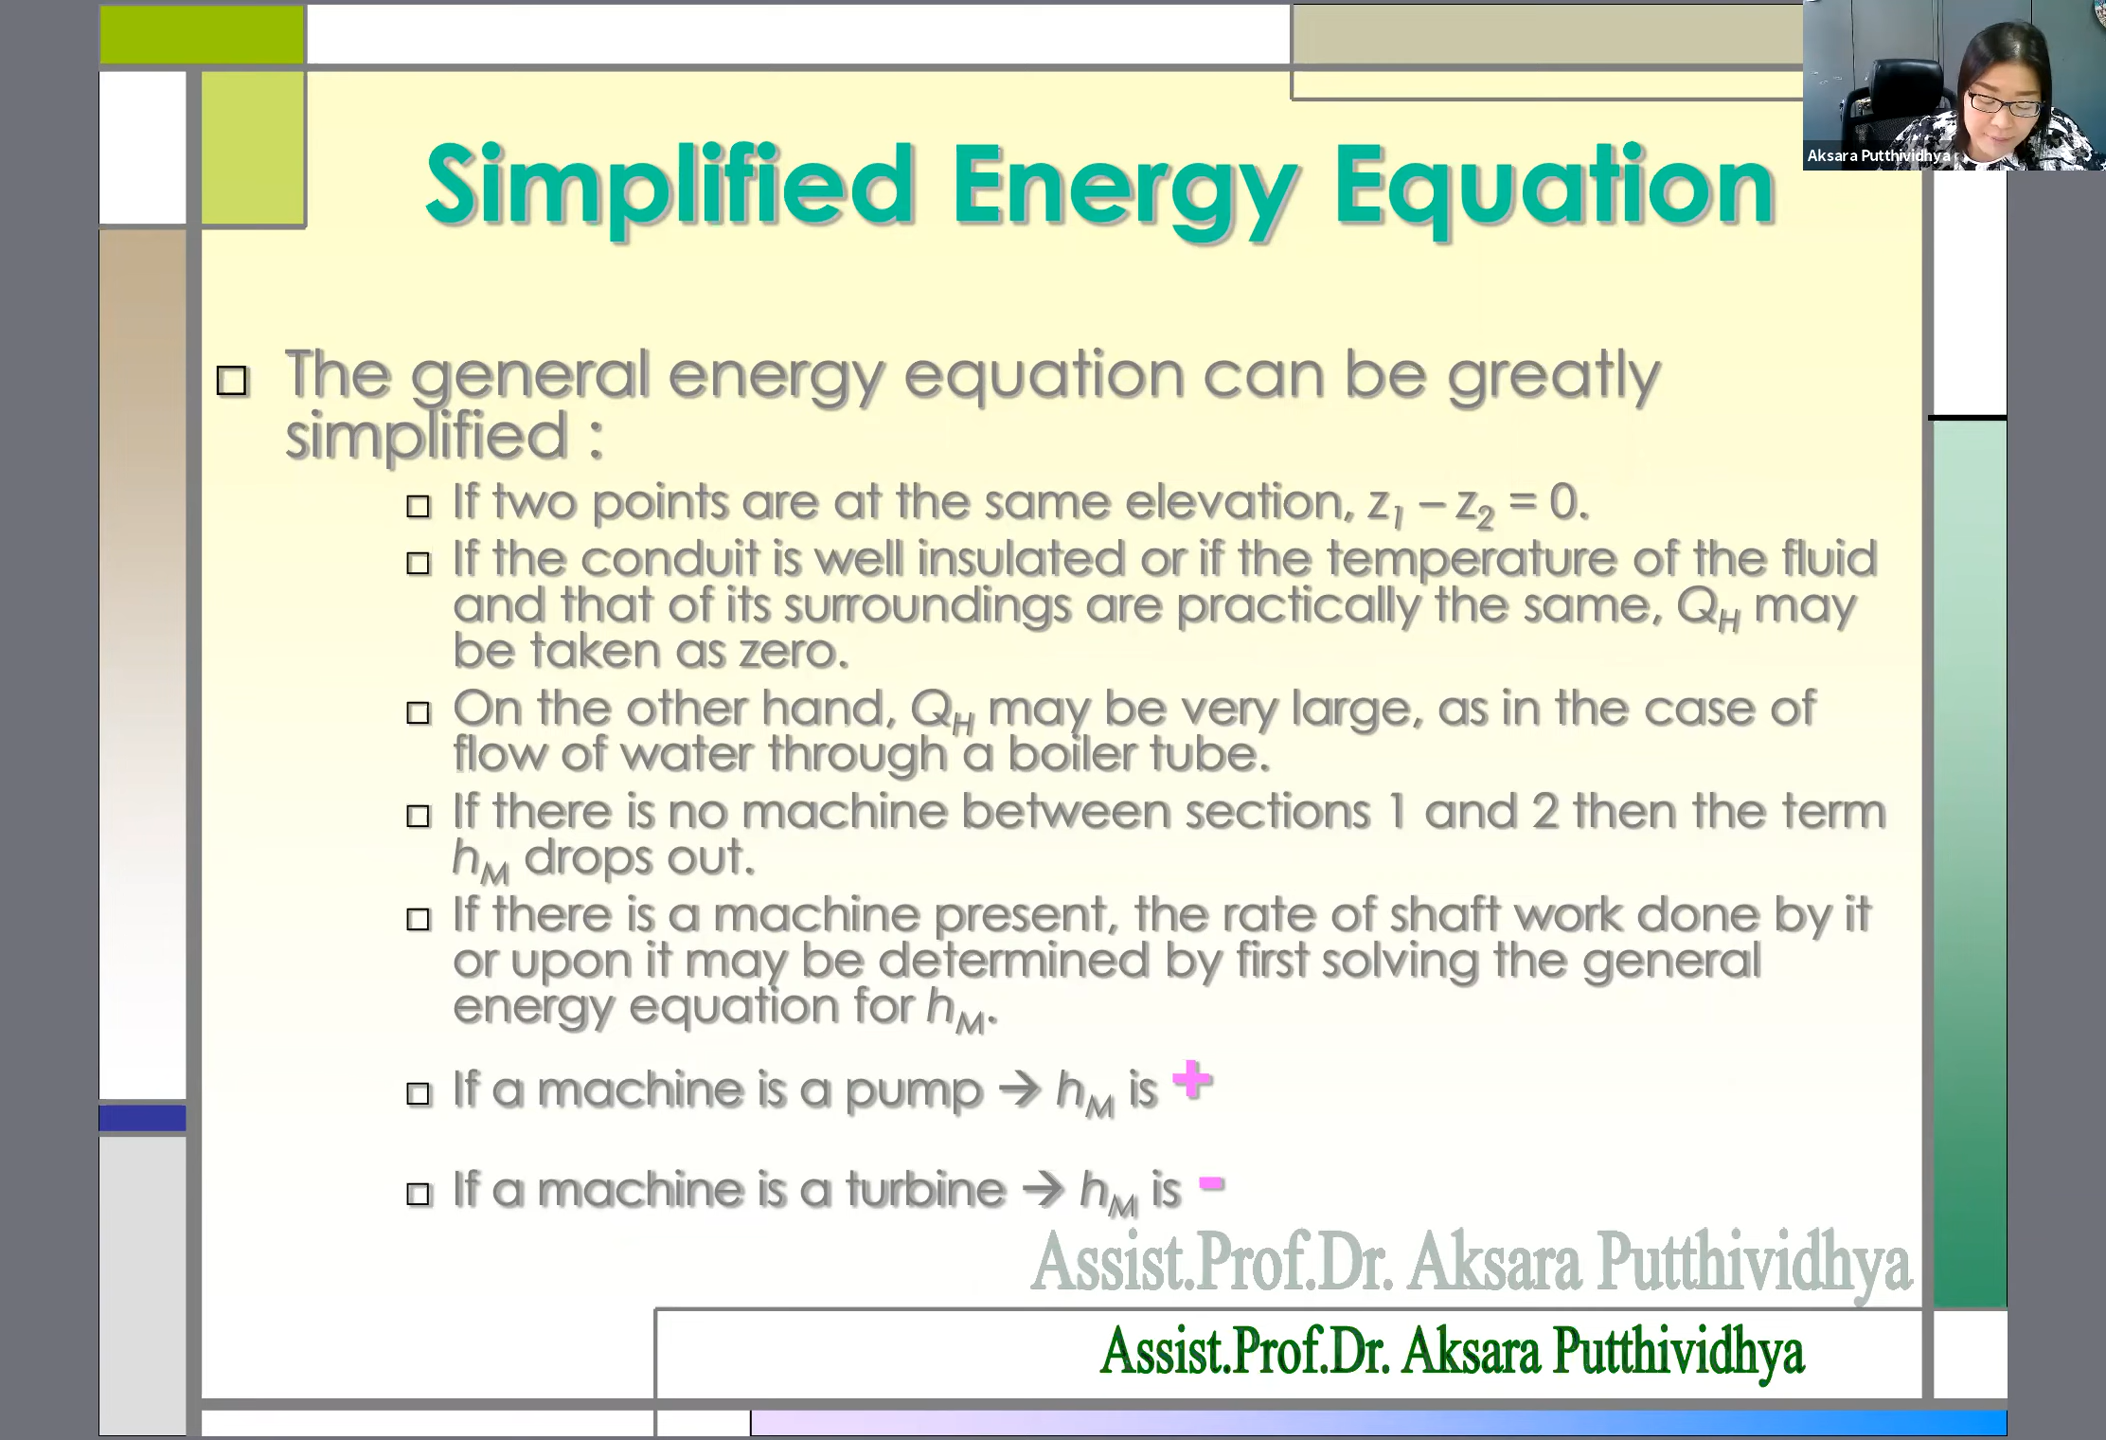 Aksara Putthividhya
Simplified Energy Equation
The general energy equation can be greatly
simplified :
If two points are at the same elevation, z1 – z2 = 0.
If the conduit is well insulated or if the temperature of the fluid
and that of its surroundings are practically the same, QH may
be taken as zero.
On the other hand, QH may be very large, as in the case of
flow of water through a boiler tube.
If there is no machine between sections 1 and 2 then the term
hM drops out.
If there is a machine present, the rate of shaft work done by it
or upon it may be determined by first solving the general
energy equation for hM.
If a machine is a pump → hM is +
If a machine is a turbine → hM is -
Assist.Prof.Dr. Aksara Putthividhya
Assist.Prof.Dr. Aksara Putthividhya